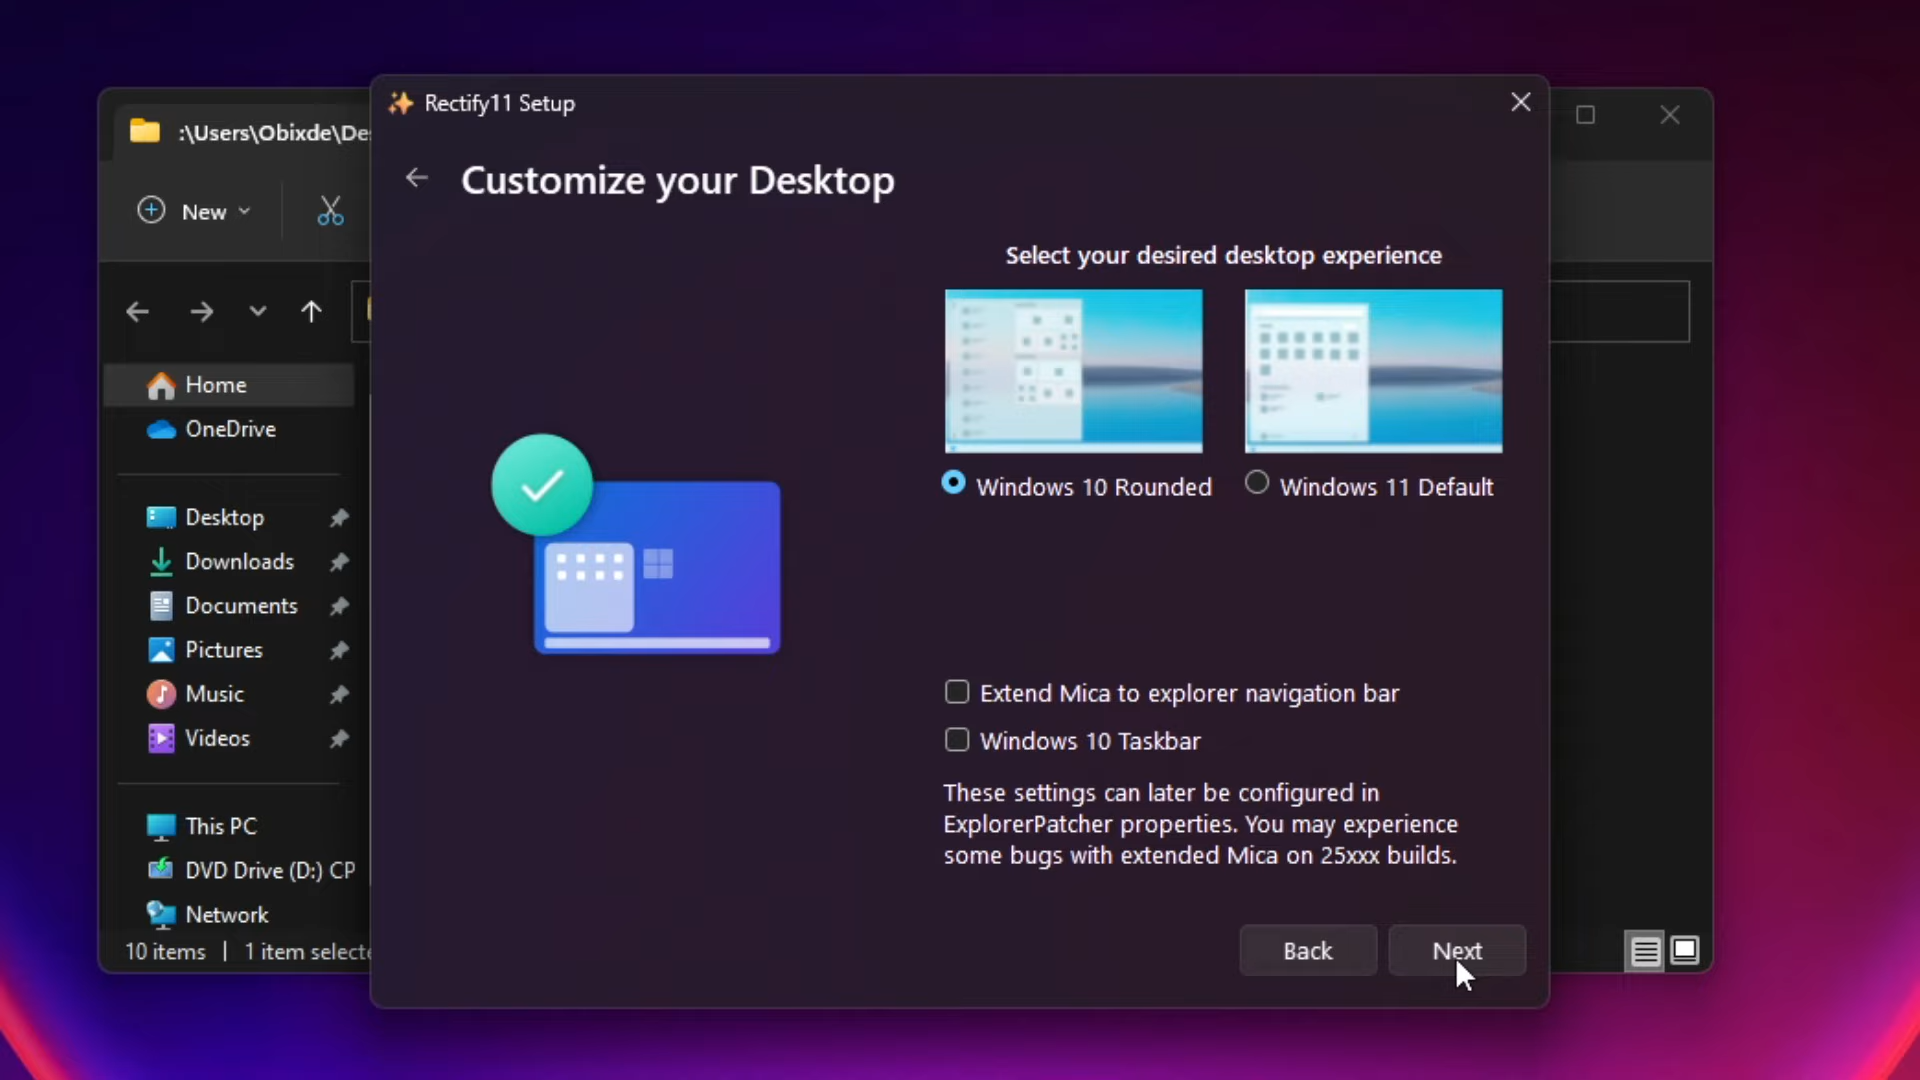 Rectify11 Setup
:\Users\Obixde\De
New
Customize your Desktop
Select your desired desktop experience
Windows 10 Rounded
Windows 11 Default
Home
OneDrive
Desktop
Downloads
Documents
Pictures
Music
Videos
This PC
DVD Drive (D:) CP
Network
10 items | 1 item selecte
Extend Mica to explorer navigation bar
Windows 10 Taskbar
These settings can later be configured in
ExplorerPatcher properties. You may experience
some bugs with extended Mica on 25xxx builds.
Back
Next